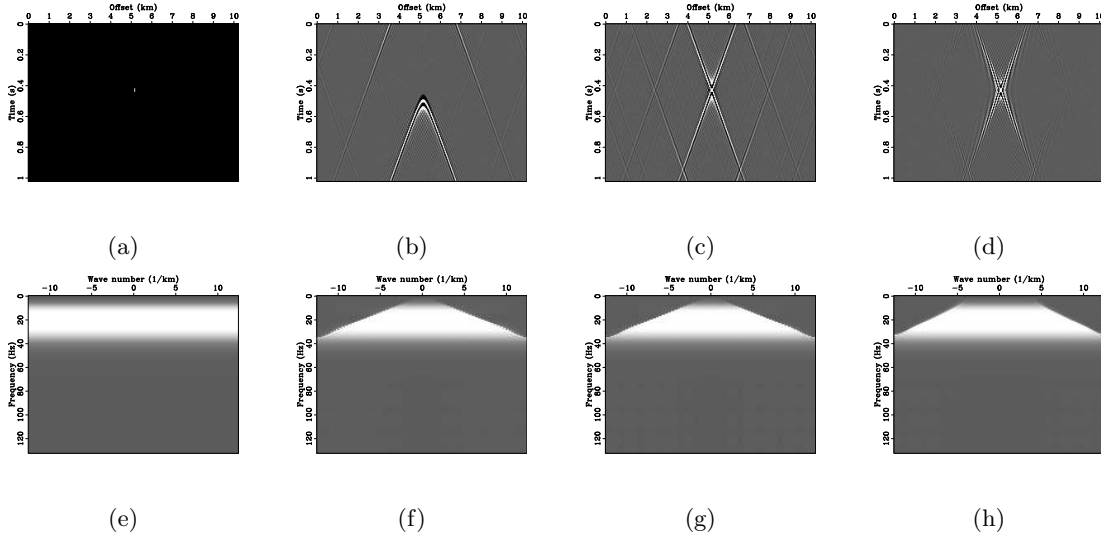 Offset (km) Offset (km) Offset (km) Offset (km)
0 1 2 3 4 5 6 7 8 9 10 0 1 2 3 4 5 6 7 8 9 10 0 1 2 3 4 5 6 7 8 9 10 0 1 2 3 4 5 6 7 8 9 10
Time (s) Time (s) Time (s) Time (s)
0 0 0 0
0.2 0.2 0.2 0.2
0.4 0.4 0.4 0.4
0.6 0.6 0.6 0.6
0.8 0.8 0.8 0.8
1 1 1 1
(a) (b) (c) (d)
Wave number (1/km) Wave number (1/km) Wave number (1/km) Wave number (1/km)
−10 −5 0 5 10 −10 −5 0 5 10 −10 −5 0 5 10 −10 −5 0 5 10
Frequency (Hz) Frequency (Hz) Frequency (Hz) Frequency (Hz)
0 0 0 0
20 20 20 20
40 40 40 40
60 60 60 60
80 80 80 80
100 100 100 100
120 120 120 120
(e) (f) (g) (h)